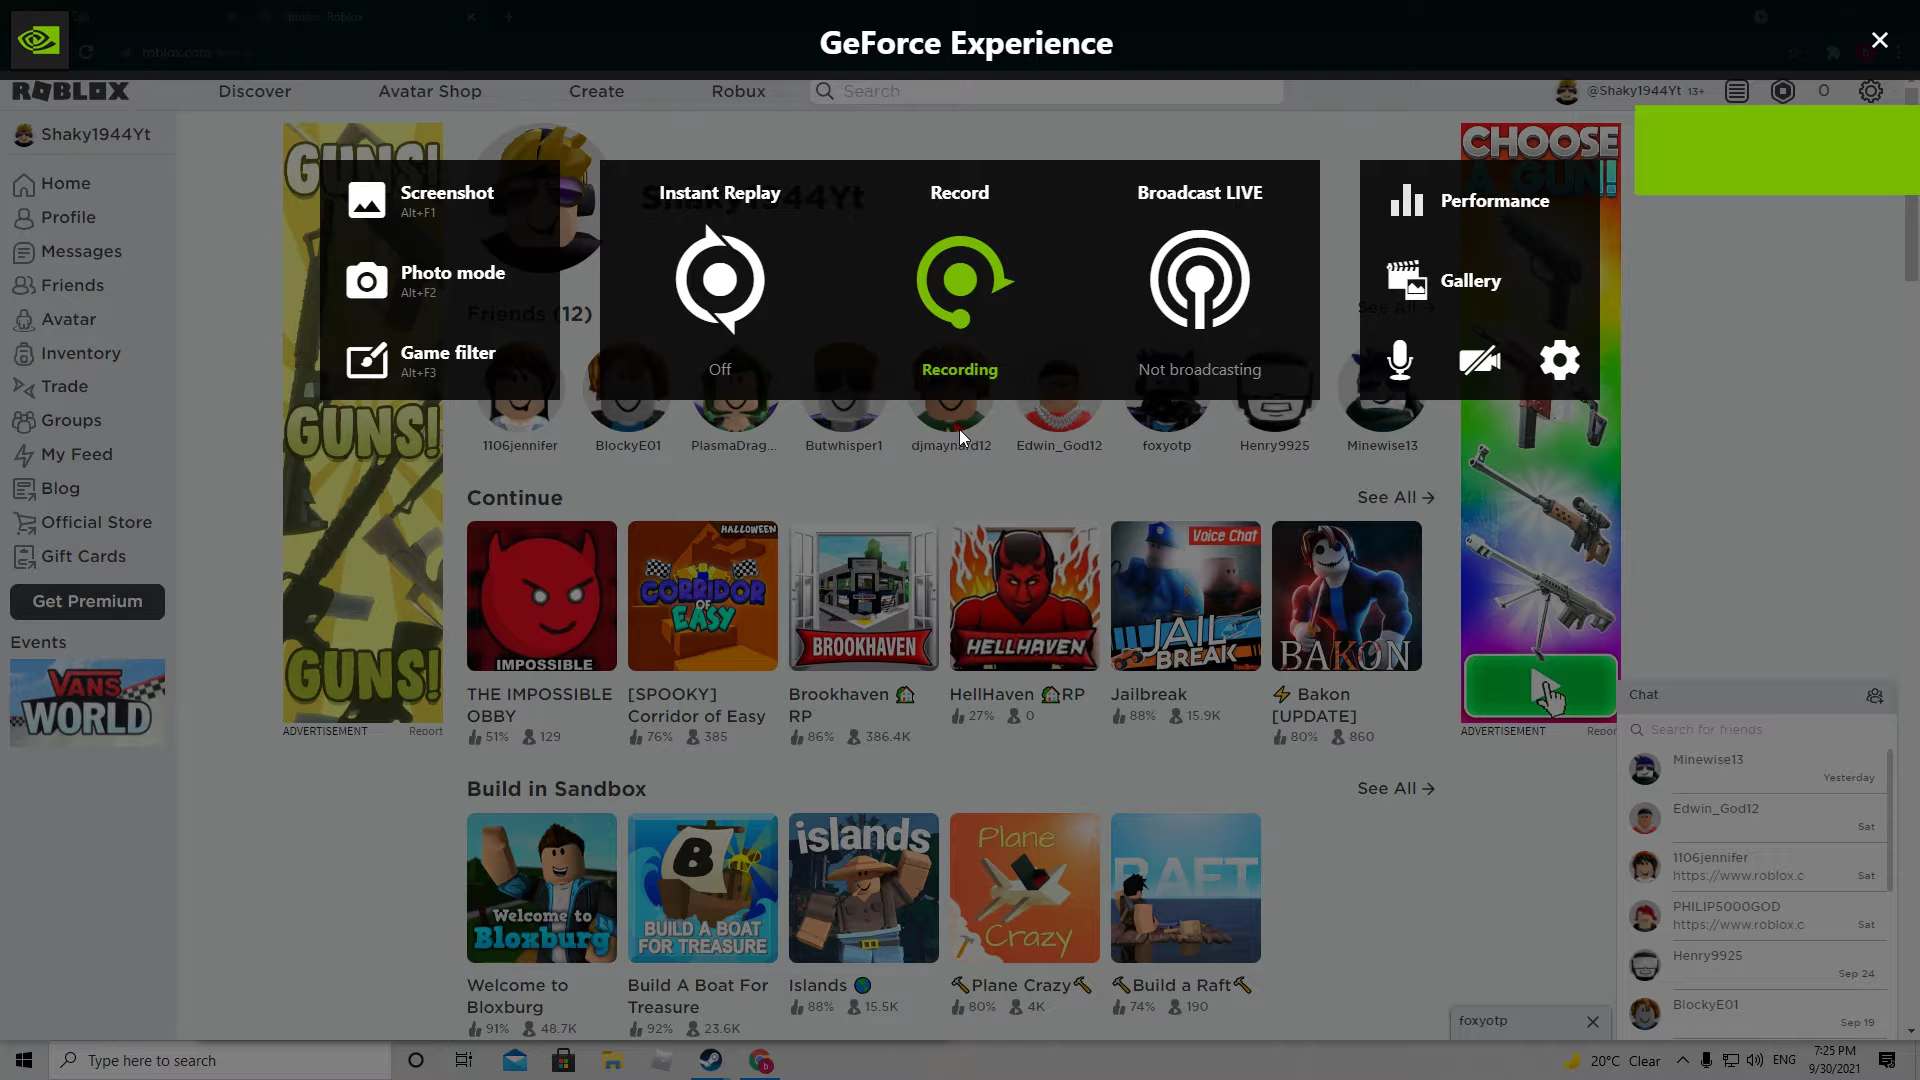 GeForce Experience
roblox.com
ROBLOX
Discover
Avatar Shop
Create
Robux
Search
@Shaky1944Yt 13+
0
Shaky1944Yt
Home
Profile
Messages
Friends
Avatar
Inventory
Trade
Groups
My Feed
Blog
Official Store
Gift Cards
Get Premium
Events
VANS
WORLD
GUNS!
GUNS!
GUNS!
ADVERTISEMENT
Report
Screenshot
Alt+F1
Photo mode
Alt+F2
Game filter
Alt+F3
Instant Replay
Off
Record
Recording
Broadcast LIVE
Not broadcasting
Performance
Gallery
Friends (12)
See All
1106jennifer
BlockyE01
PlasmaDrag...
Butwhisper1
djmaynard12
Edwin_God12
foxyotp
Henry9925
Minewise13
Continue
See All
IMPOSSIBLE
HALLOWEEN
CORRIDOR
OF
EASY
BROOKHAVEN
HELLHAVEN
Voice Chat
JAIL
BREAK
BAKON
THE IMPOSSIBLE
OBBY
51% 129
[SPOOKY]
Corridor of Easy
76% 385
Brookhaven
RP
86% 386.4K
HellHaven RP
27% 0
Jailbreak
88% 15.9K
Bakon
[UPDATE]
80% 860
Build in Sandbox
See All
Welcome to
Bloxburg
B
BUILD A BOAT
FOR TREASURE
islands
Plane
Crazy
RAFT
Welcome to
Bloxburg
91% 48.7K
Build A Boat For
Treasure
92% 23.6K
Islands
88% 15.5K
Plane Crazy
80% 4K
Build a Raft
74% 190
CHOOSE
A GUN!
ADVERTISEMENT
Repor
Chat
Search for friends
Minewise13
Yesterday
Edwin_God12
Sat
1106jennifer
https://www.roblox.c
Sat
PHILIP5000GOD
https://www.roblox.c
Sat
Henry9925
Sep 24
BlockyE01
Sep 19
foxyotp
Type here to search
20°C Clear
ENG
7:25 PM
9/30/2021